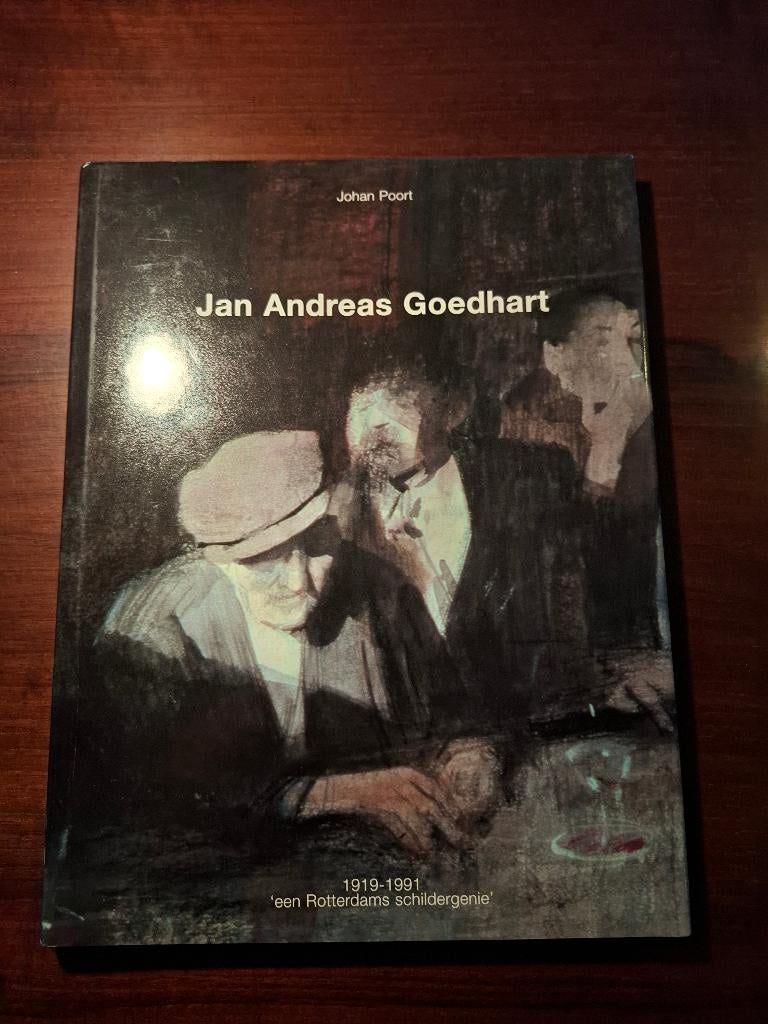 Johan Poort
Jan Andreas Goedhart
1919-1991
'een Rotterdams schildergenie'